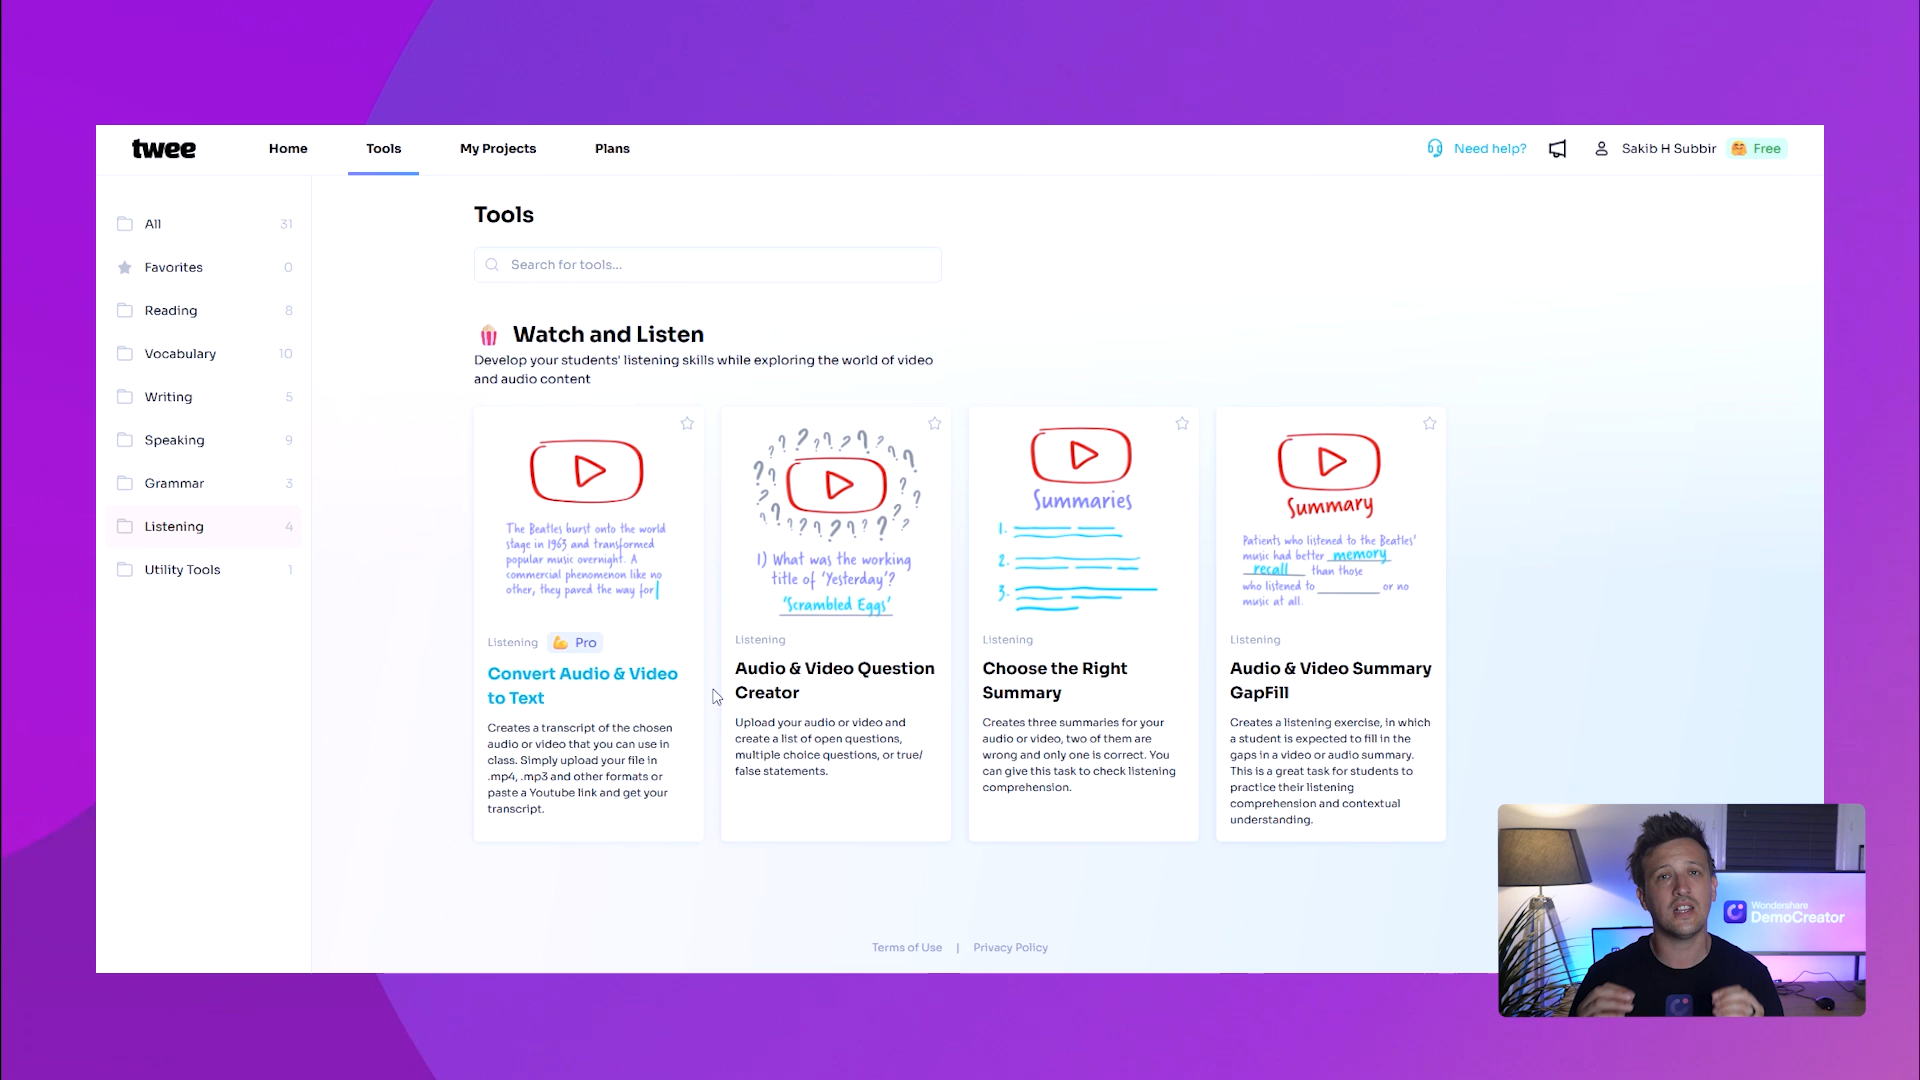 twee
Home
Tools
My Projects
Plans
Need help?
Sakib H Subbir
Free
All
31
Favorites
0
Reading
8
Vocabulary
10
Writing
5
Speaking
9
Grammar
3
Listening
4
Utility Tools
1
Tools
Search for tools...
Watch and Listen
Develop your students' listening skills while exploring the world of video
and audio content
The Beatles burst onto the world
stage in 1963 and transformed
popular music overnight. A
commercial phenomenon like no
other, they paved the way for
Listening
Pro
Convert Audio & Video
to Text
Creates a transcript of the chosen
audio or video that you can use in
class. Simply upload your file in
.mp4, .mp3 and other formats or
paste a Youtube link and get your
transcript.
1) What was the working
title of 'Yesterday'?
'Scrambled Eggs'
Listening
Audio & Video Question
Creator
Upload your audio or video and
create a list of open questions,
multiple choice questions, or true/
false statements.
Summaries
1.
2.
3.
Listening
Choose the Right
Summary
Creates three summaries for your
audio or video, two of them are
wrong and only one is correct. You
can give this task to check listening
comprehension.
Summary
Patients who listened to the Beatles'
music had better memory
recall than those
who listened to ________ or no
music at all.
Listening
Audio & Video Summary
GapFill
Creates a listening exercise, in which
a student is expected to fill in the
gaps in a video or audio summary.
This is a great task for students to
practice their listening
comprehension and contextual
understanding.
Terms of Use | Privacy Policy
Wondershare
DemoCreator